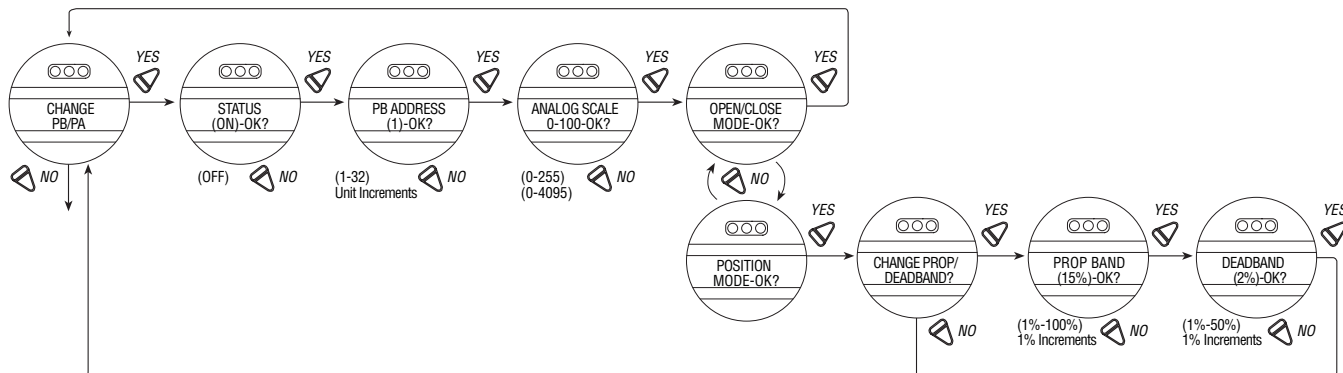 YES
YES
YES
YES
YES
CHANGE
PB/PA
STATUS
(ON)-OK?
PB ADDRESS
(1)-OK?
ANALOG SCALE
0-100-OK?
OPEN/CLOSE
MODE-OK?
NO
(OFF)
NO
(1-32)
Unit Increments
NO
(0-255)
(0-4095)
NO
NO
YES
YES
YES
YES
POSITION
MODE-OK?
CHANGE PROP/
DEADBAND?
PROP BAND
(15%)-OK?
DEADBAND
(2%)-OK?
NO
(1%-100%)
1% Increments
NO
(1%-50%)
1% Increments
NO